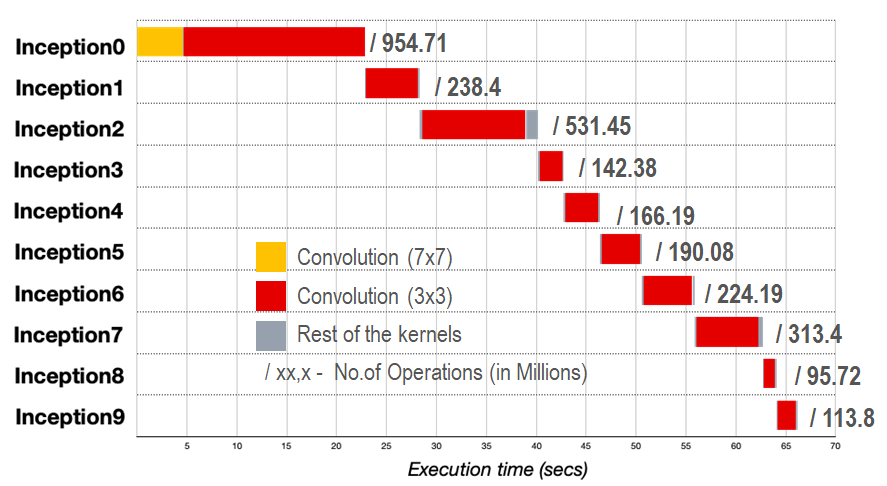 Inception0 / 954.71
Inception1 / 238.4
Inception2 / 531.45
Inception3 / 142.38
Inception4 / 166.19
Inception5 / 190.08
Inception6 / 224.19
Inception7 / 313.4
Inception8 / 95.72
Inception9 / 113.8
Convolution (7x7)
Convolution (3x3)
Rest of the kernels
/ xx,x - No.of Operations (in Millions)
5 10 15 20 25 30 35 40 45 50 55 60 65 70
Execution time (secs)